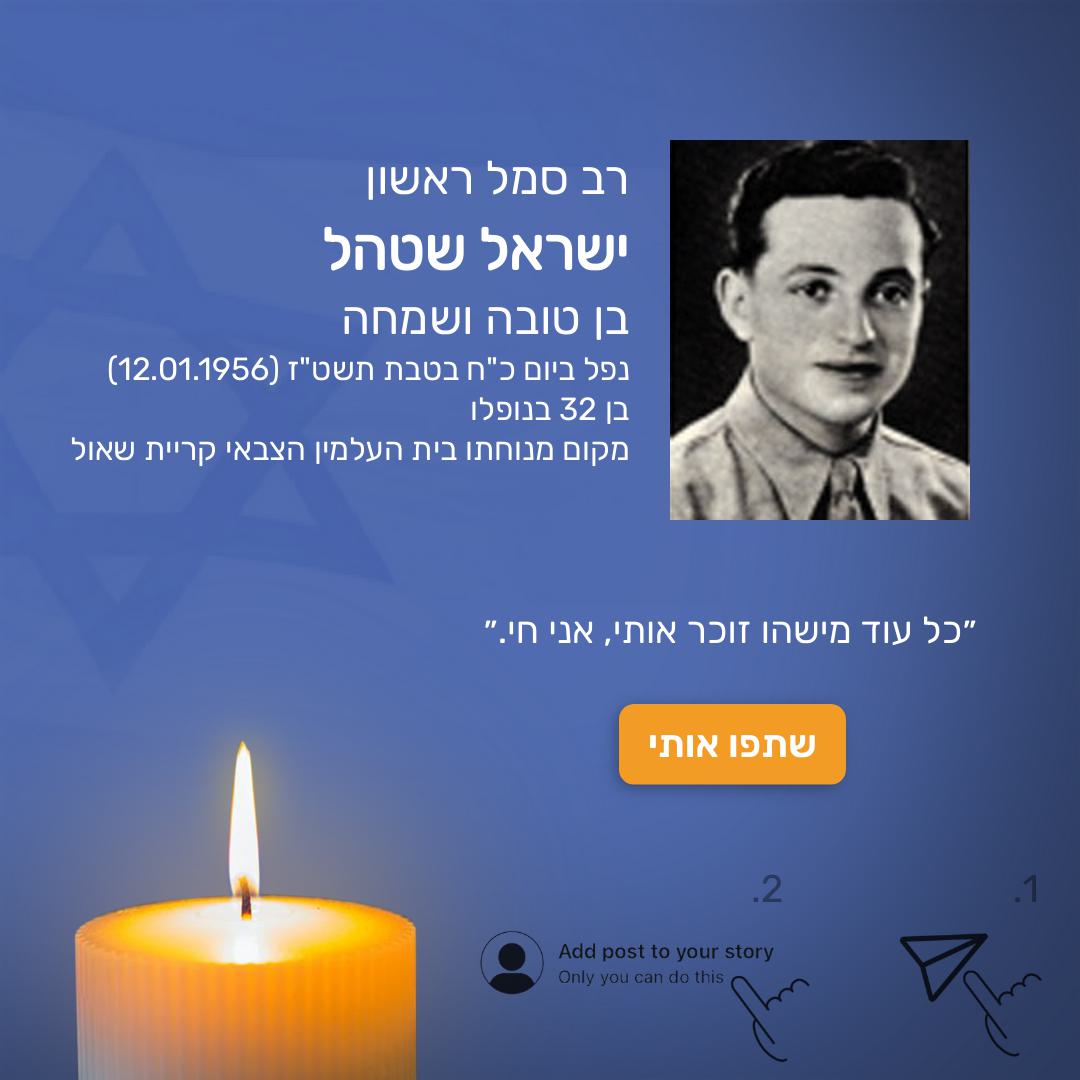 רב סמל ראשון
ישראל שטהל
בן טובה ושמחה
נפל ביום כ"ח בטבת תשט"ז (12.01.1956)
בן 32 בנופלו
מקום מנוחתו בית העלמין הצבאי קריית שאול
״כל עוד מישהו זוכר אותי, אני חי.״
שתפו אותי
.1
.2
Add post to your story
Only you can do this